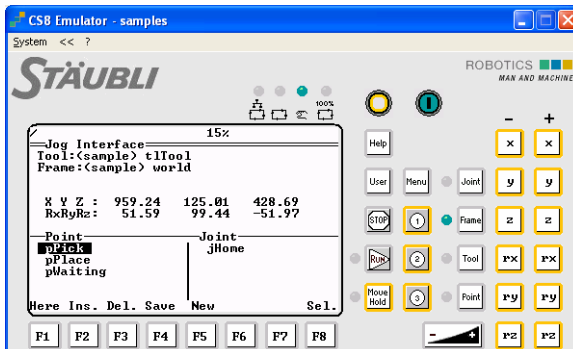 CS8 Emulator - samples
System << ?
STÄUBLI
ROBOTICS
MAN AND MACHINE
100%
15%
Jog Interface
Tool:(sample) tlTool
Frame:(sample) world
X Y Z : 959.24 125.01 428.69
RxRyRz: 51.59 99.44 -51.97
Point Joint
pPick jHome
pPlace
pWaiting
Here Ins. Del. Save New Sel.
F1 F2 F3 F4 F5 F6 F7 F8
- +
Help x x
User Menu Joint y y
STOP 1 Frame z z
RUN 2 Tool rx rx
Move Hold 3 Point ry ry
- + rz rz